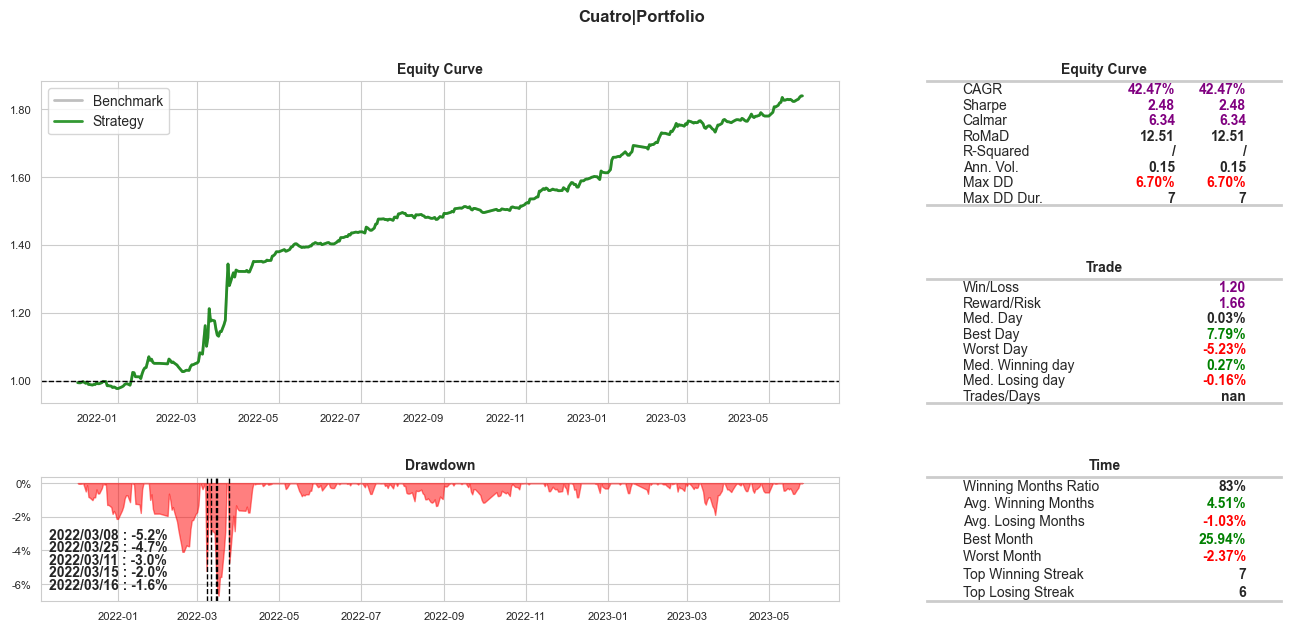 Cuatro|Portfolio
Equity Curve
Benchmark
Strategy
1.80
1.60
1.40
1.20
1.00
2022-01 2022-03 2022-05 2022-07 2022-09 2022-11 2023-01 2023-03 2023-05
Drawdown
0%
-2%
-4%
-6%
2022/03/08 : -5.2%
2022/03/25 : -4.7%
2022/03/11 : -3.0%
2022/03/15 : -2.0%
2022/03/16 : -1.6%
2022-01 2022-03 2022-05 2022-07 2022-09 2022-11 2023-01 2023-03 2023-05
Equity Curve
CAGR 42.47% 42.47%
Sharpe 2.48 2.48
Calmar 6.34 6.34
RoMaD 12.51 12.51
R-Squared / /
Ann. Vol. 0.15 0.15
Max DD 6.70% 6.70%
Max DD Dur. 7 7
Trade
Win/Loss 1.20
Reward/Risk 1.66
Med. Day 0.03%
Best Day 7.79%
Worst Day -5.23%
Med. Winning day 0.27%
Med. Losing day -0.16%
Trades/Days nan
Time
Winning Months Ratio 83%
Avg. Winning Months 4.51%
Avg. Losing Months -1.03%
Best Month 25.94%
Worst Month -2.37%
Top Winning Streak 7
Top Losing Streak 6